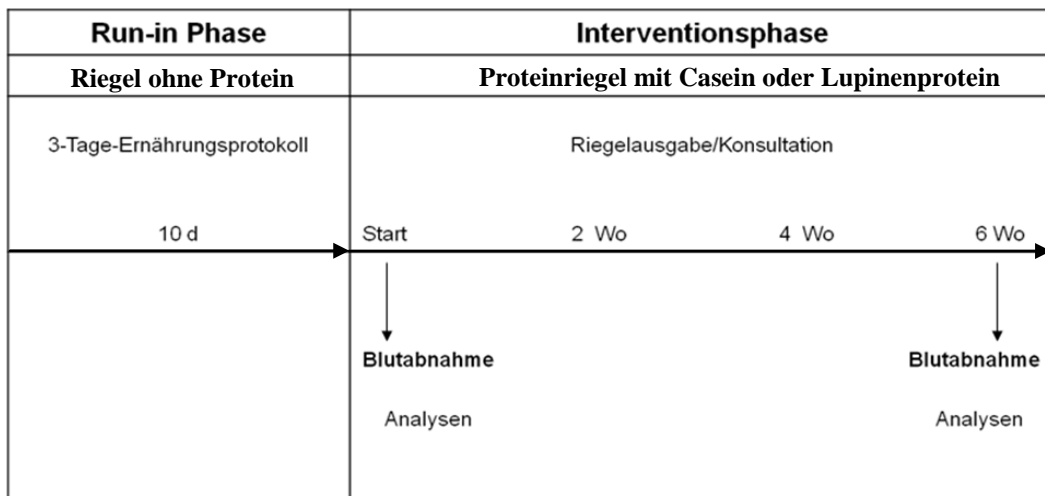 Run-in Phase
Interventionsphase
Riegel ohne Protein
Proteinriegel mit Casein oder Lupinenprotein
3-Tage-Ernährungsprotokoll
Riegelausgabe/Konsultation
10 d
Start
2 Wo
4 Wo
6 Wo
Blutabnahme
Blutabnahme
Analysen
Analysen